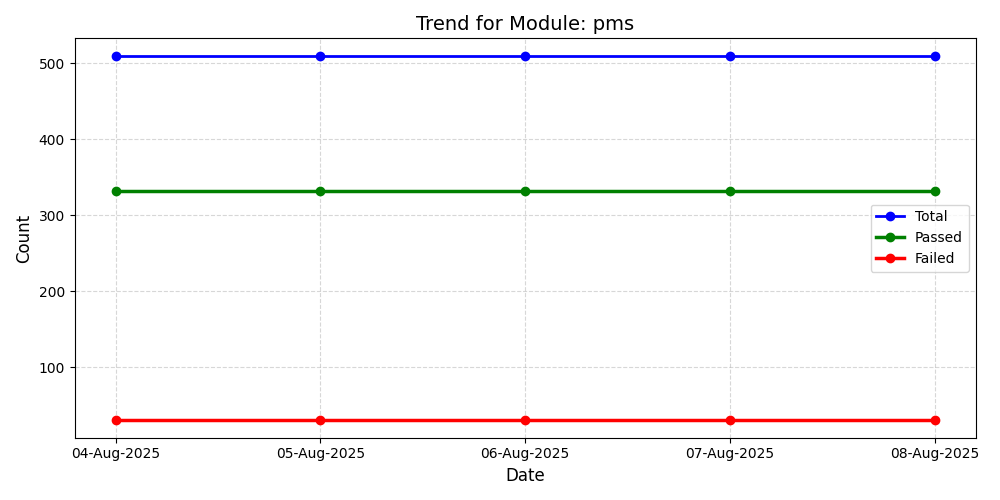 Trend for Module: pms
Count
500
400
300
200
100
Total
Passed
Failed
04-Aug-2025
05-Aug-2025
06-Aug-2025
07-Aug-2025
08-Aug-2025
Date